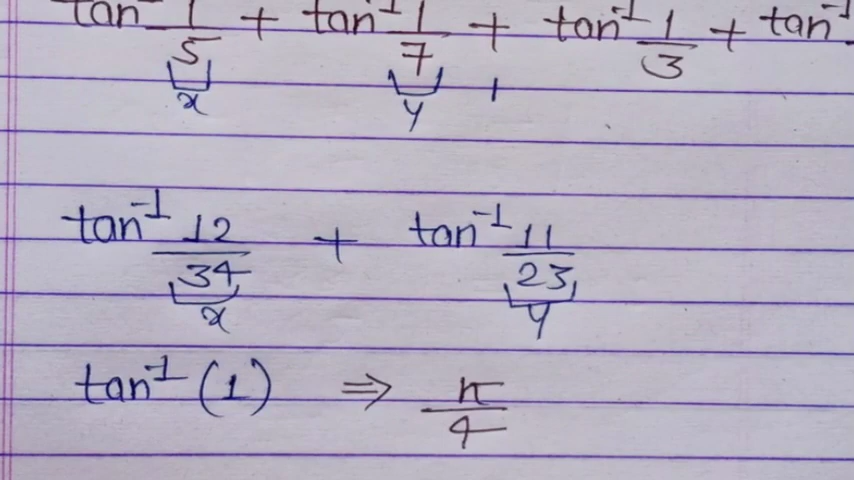 tan⁻¹ 1/5 + tan⁻¹ 1/7 + tan⁻¹ 1/3 + tan⁻¹
x y +
tan⁻¹ 12/34 + tan⁻¹ 11/23
x y
tan⁻¹ (1) ⇒ π/4